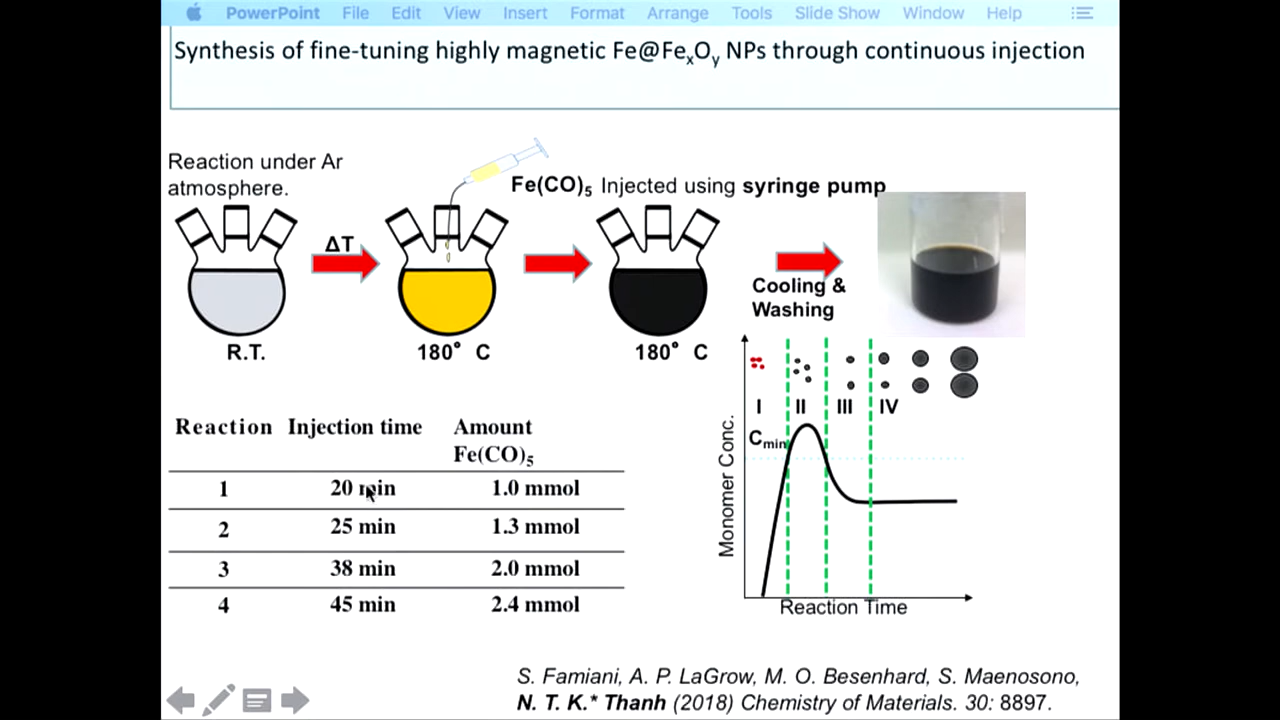 PowerPoint File Edit View Insert Format Arrange Tools Slide Show Window Help
Synthesis of fine-tuning highly magnetic Fe@FexOy NPs through continuous injection
Reaction under Ar
atmosphere.
Fe(CO)5 Injected using syringe pump
ΔT
Cooling &
Washing
R.T.
180° C
180° C
Reaction Injection time Amount
Fe(CO)5
1 20 min 1.0 mmol
2 25 min 1.3 mmol
3 38 min 2.0 mmol
4 45 min 2.4 mmol
I II III IV
Cmin
Monomer Conc.
Reaction Time
S. Famiani, A. P. LaGrow, M. O. Besenhard, S. Maenosono,
N. T. K.* Thanh (2018) Chemistry of Materials. 30: 8897.